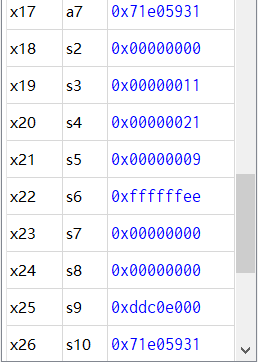 x17 a7 0x71e05931
x18 s2 0x00000000
x19 s3 0x00000011
x20 s4 0x00000021
x21 s5 0x00000009
x22 s6 0xffffffee
x23 s7 0x00000000
x24 s8 0x00000000
x25 s9 0xddc0e000
x26 s10 0x71e05931